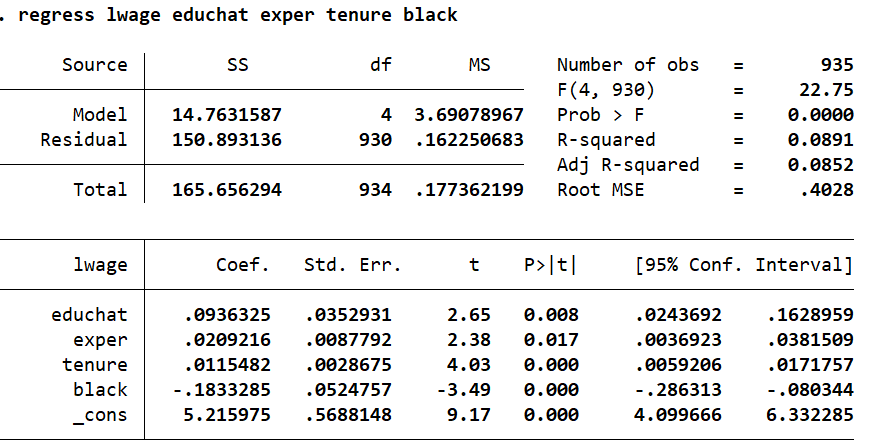 . regress lwage educhat exper tenure black
Source SS df MS Number of obs = 935
F(4, 930) = 22.75
Model 14.7631587 4 3.69078967 Prob > F = 0.0000
Residual 150.893136 930 .162250683 R-squared = 0.0891
Adj R-squared = 0.0852
Total 165.656294 934 .177362199 Root MSE = .4028
lwage Coef. Std. Err. t P>|t| [95% Conf. Interval]
educhat .0936325 .0352931 2.65 0.008 .0243692 .1628959
exper .0209216 .0087792 2.38 0.017 .0036923 .0381509
tenure .0115482 .0028675 4.03 0.000 .0059206 .0171757
black -.1833285 .0524757 -3.49 0.000 -.286313 -.080344
_cons 5.215975 .5688148 9.17 0.000 4.099666 6.332285